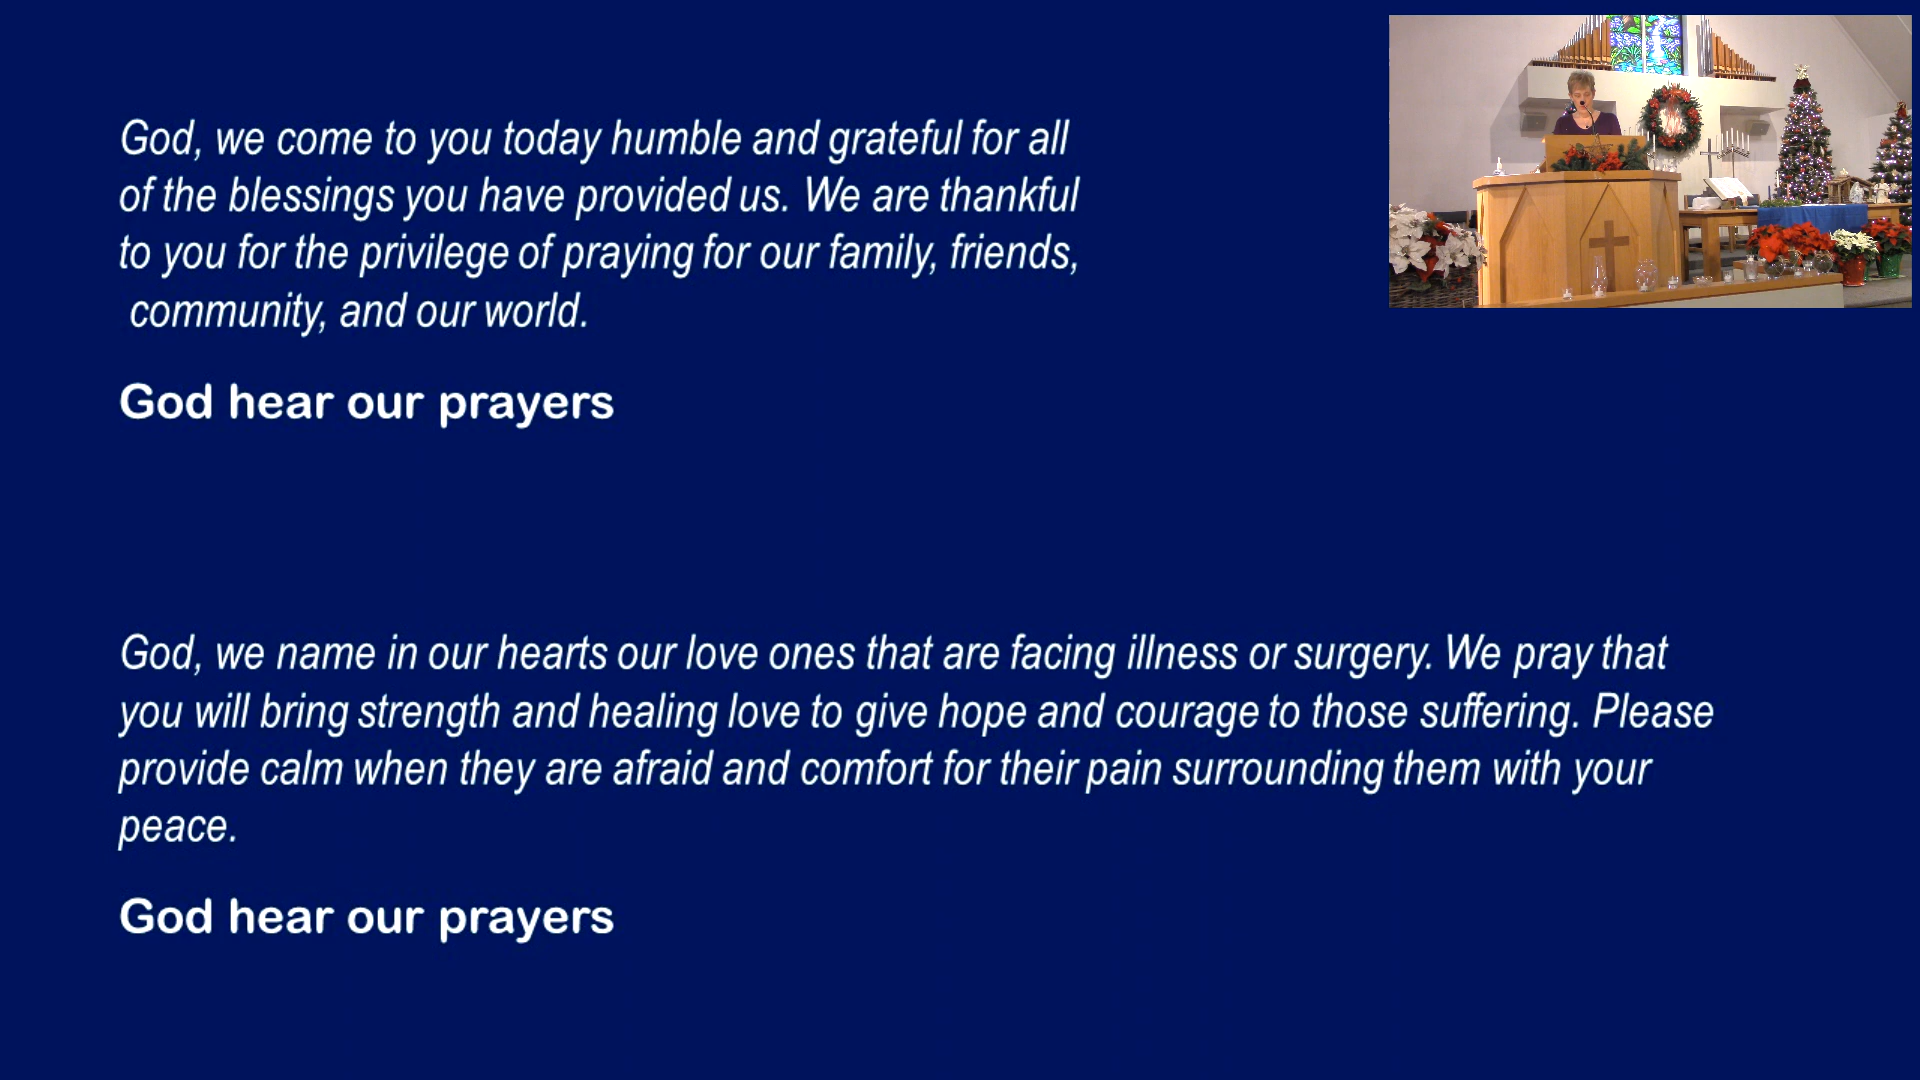 God, we come to you today humble and grateful for all
of the blessings you have provided us. We are thankful
to you for the privilege of praying for our family, friends,
community, and our world.
God hear our prayers
God, we name in our hearts our love ones that are facing illness or surgery. We pray that
you will bring strength and healing love to give hope and courage to those suffering. Please
provide calm when they are afraid and comfort for their pain surrounding them with your
peace.
God hear our prayers